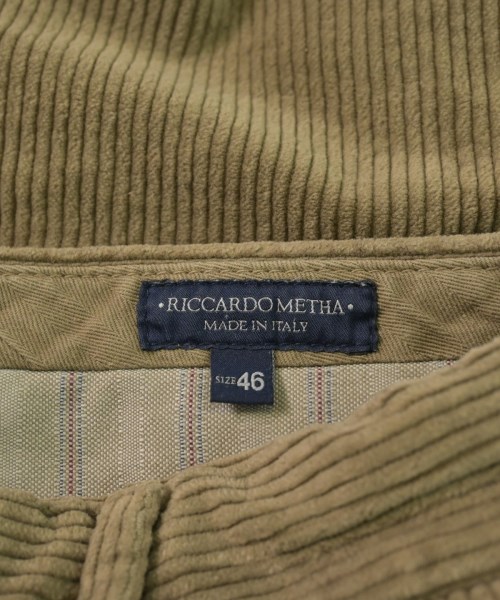 · RICCARDO METHA ·
MADE IN ITALY
SIZE 46